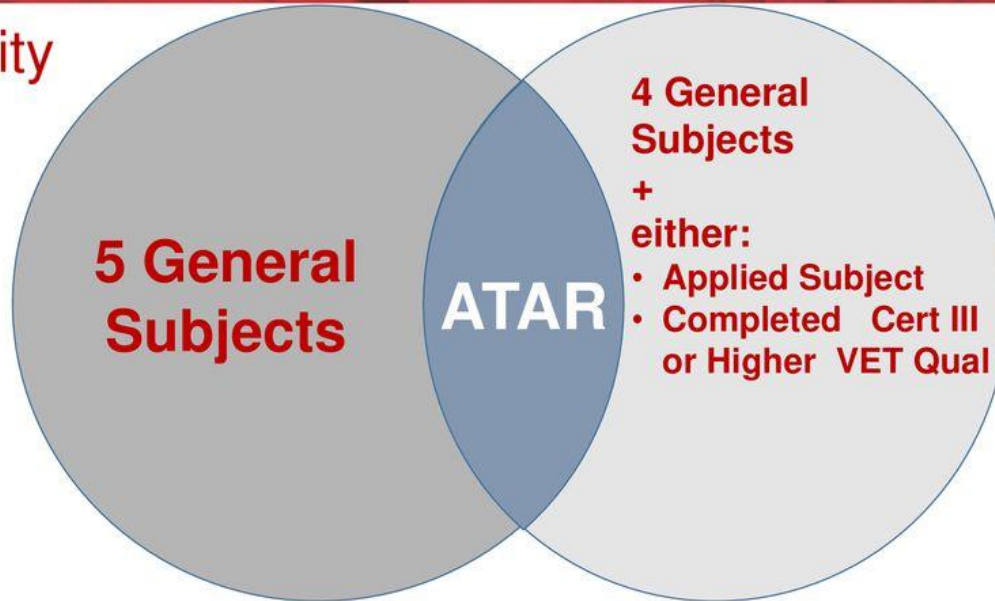 ity
5 General
Subjects
ATAR
4 General
Subjects
+
either:
• Applied Subject
• Completed Cert III
or Higher VET Qual